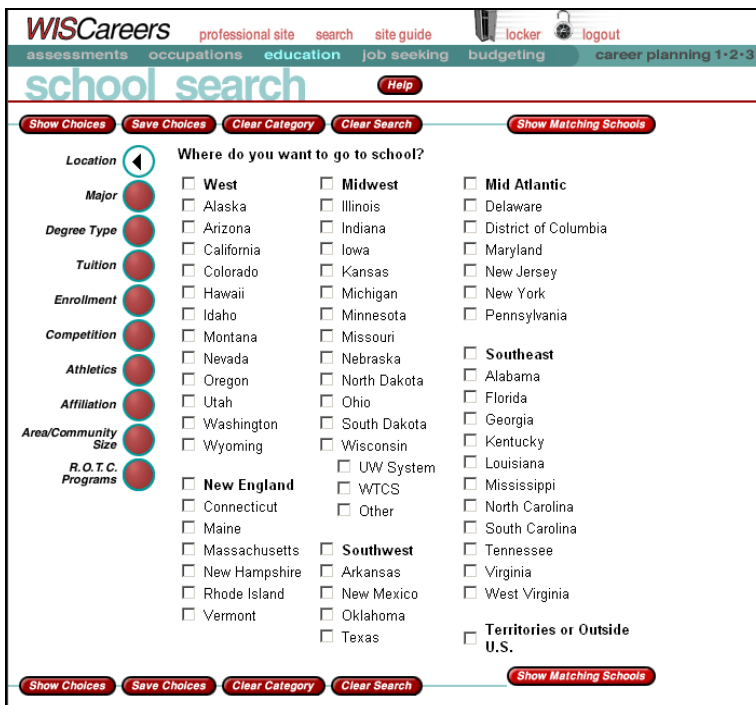 WISCareers professional site search site guide locker logout
assessments occupations education job seeking budgeting career planning 1•2•3
school search Help
Show Choices Save Choices Clear Category Clear Search Show Matching Schools
Location
Major
Degree Type
Tuition
Enrollment
Competition
Athletics
Affiliation
Area/Community
Size
R.O.T.C.
Programs
Where do you want to go to school?
West
Alaska
Arizona
California
Colorado
Hawaii
Idaho
Montana
Nevada
Oregon
Utah
Washington
Wyoming
New England
Connecticut
Maine
Massachusetts
New Hampshire
Rhode Island
Vermont
Midwest
Illinois
Indiana
Iowa
Kansas
Michigan
Minnesota
Missouri
Nebraska
North Dakota
Ohio
South Dakota
Wisconsin
UW System
WTCS
Other
Southwest
Arkansas
New Mexico
Oklahoma
Texas
Mid Atlantic
Delaware
District of Columbia
Maryland
New Jersey
New York
Pennsylvania
Southeast
Alabama
Florida
Georgia
Kentucky
Louisiana
Mississippi
North Carolina
South Carolina
Tennessee
Virginia
West Virginia
Territories or Outside
U.S.
Show Choices Save Choices Clear Category Clear Search Show Matching Schools